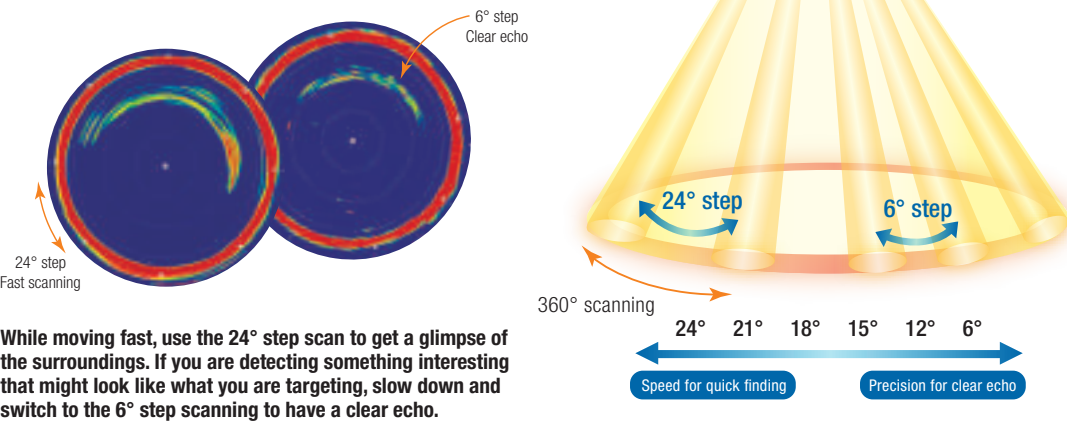 6° step
Clear echo
24° step
Fast scanning
While moving fast, use the 24° step scan to get a glimpse of
the surroundings. If you are detecting something interesting
that might look like what you are targeting, slow down and
switch to the 6° step scanning to have a clear echo.
24° step
6° step
360° scanning
24° 21° 18° 15° 12° 6°
Speed for quick finding
Precision for clear echo